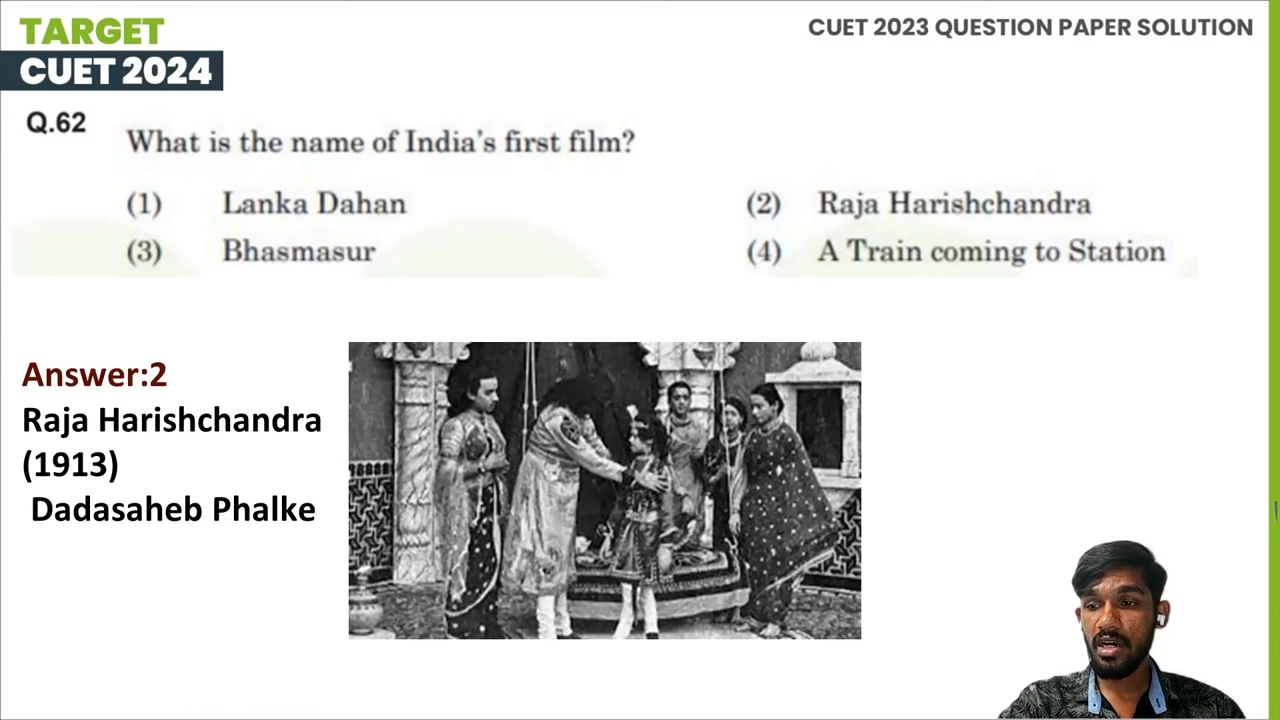 TARGET
CUET 2024
CUET 2023 QUESTION PAPER SOLUTION
Q.62
What is the name of India's first film?
(1) Lanka Dahan
(2) Raja Harishchandra
(3) Bhasmasur
(4) A Train coming to Station
Answer:2
Raja Harishchandra
(1913)
Dadasaheb Phalke